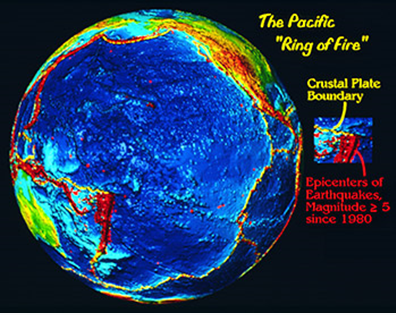 The Pacific
"Ring of Fire"
Crustal Plate
Boundary
Epicenters of
Earthquakes,
Magnitude ≥ 5
since 1980